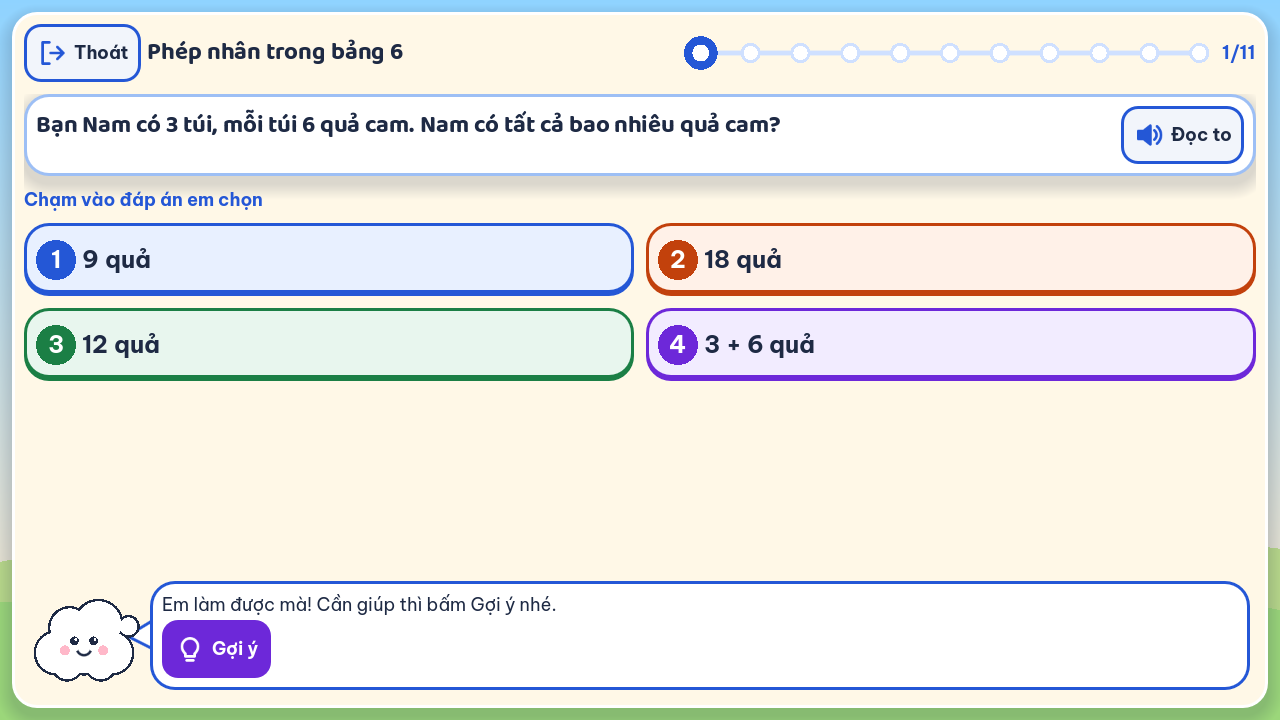 Thoát
Phép nhân trong bảng 6
1/11
Bạn Nam có 3 túi, mỗi túi 6 quả cam. Nam có tất cả bao nhiêu quả cam?
Đọc to
Chạm vào đáp án em chọn
1 9 quả
2 18 quả
3 12 quả
4 3 + 6 quả
Em làm được mà! Cần giúp thì bấm Gợi ý nhé.
Gợi ý